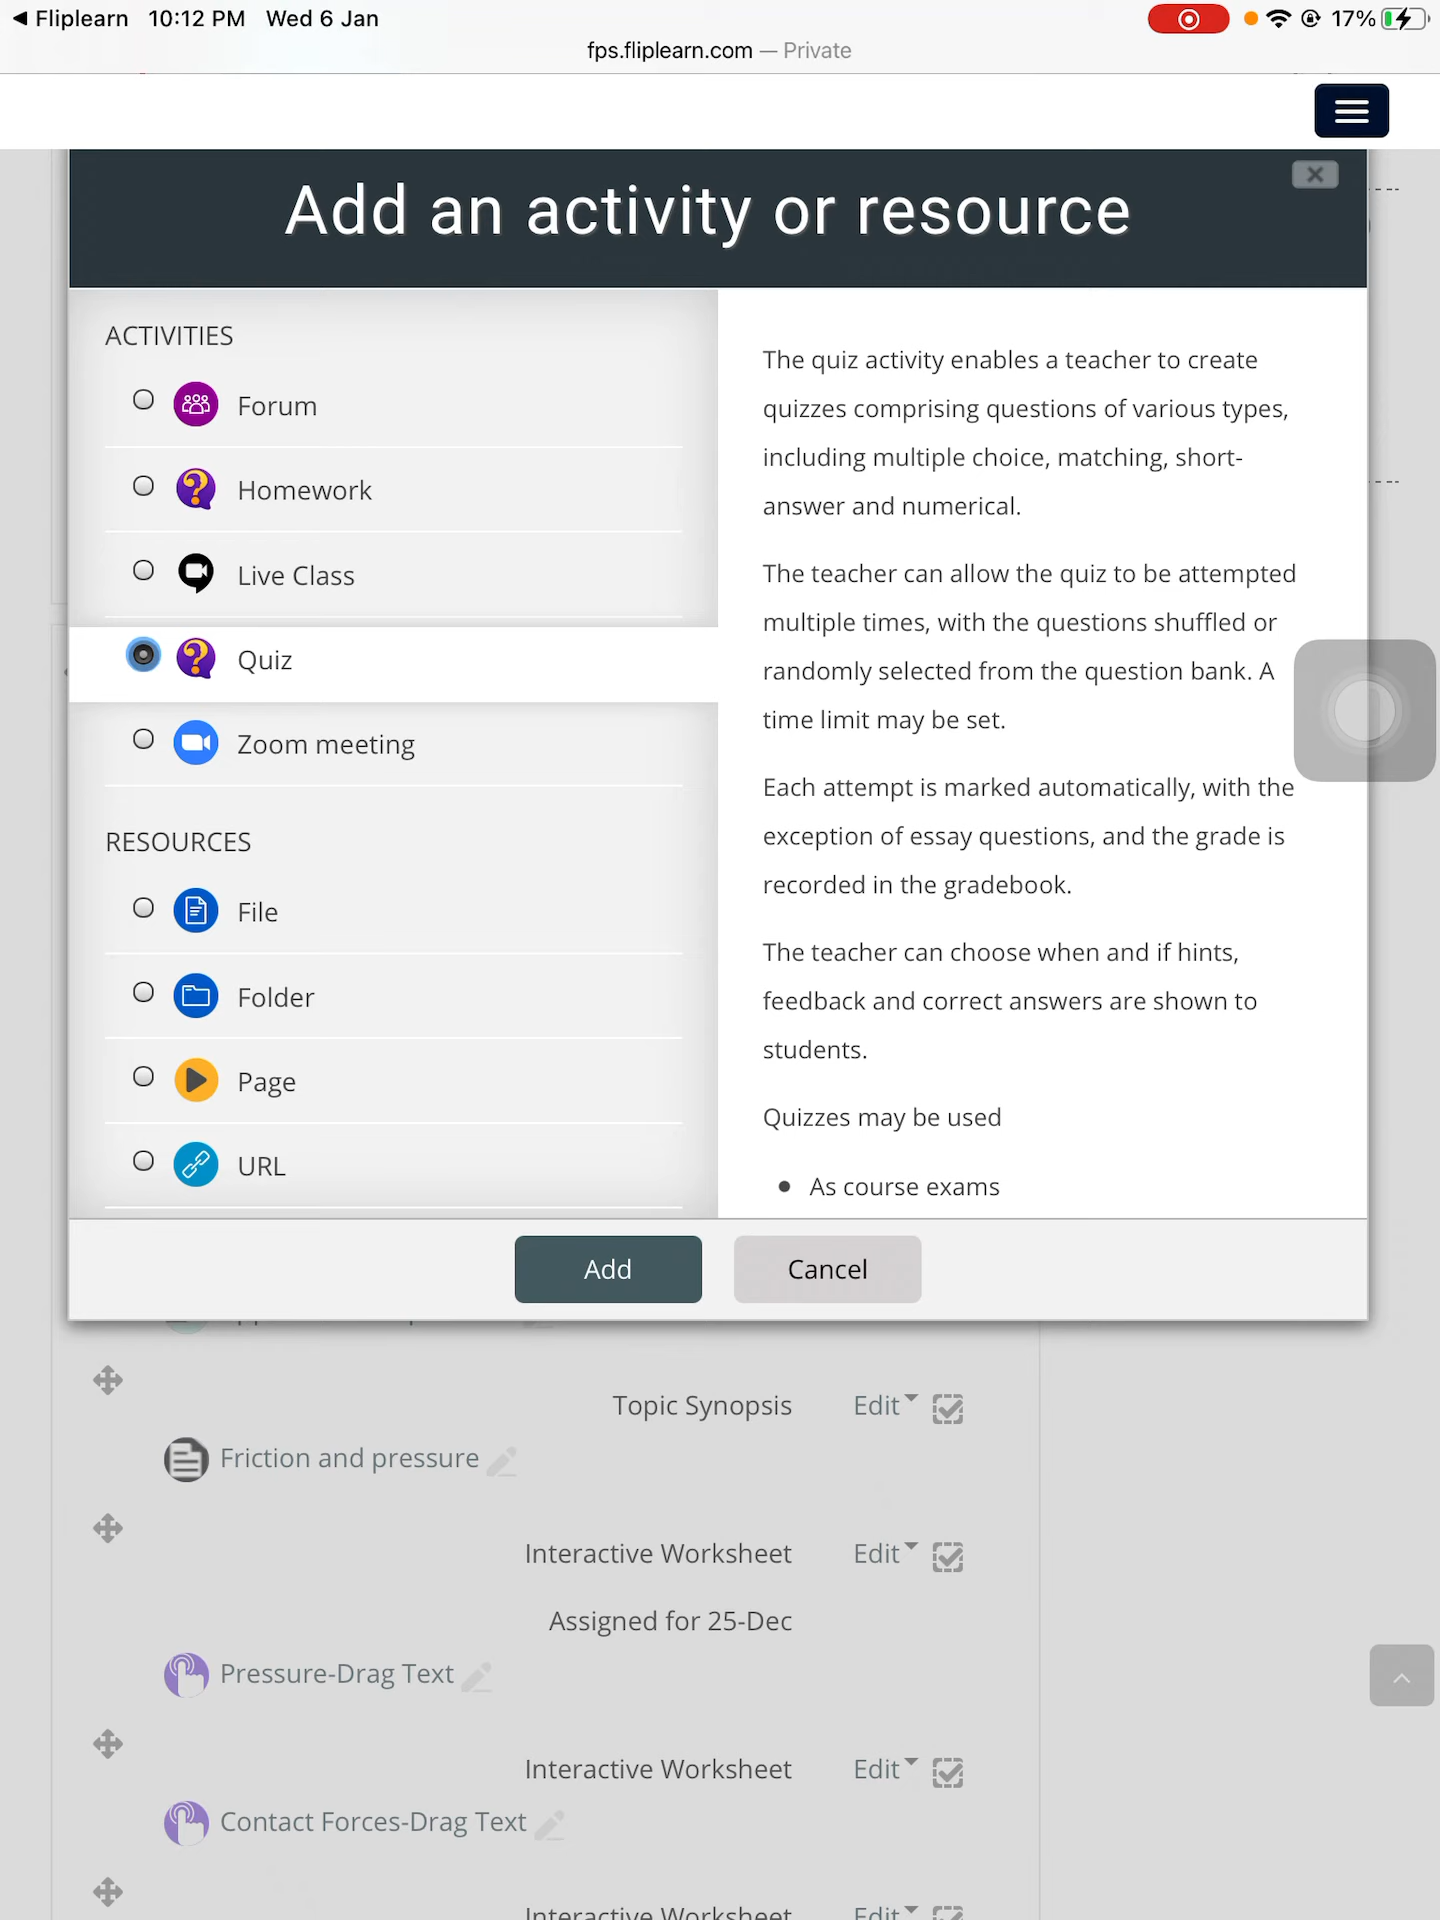 ◀ Fliplearn 10:12 PM Wed 6 Jan 17%
fps.fliplearn.com — Private
Add an activity or resource
ACTIVITIES
Forum
Homework
Live Class
Quiz
Zoom meeting
RESOURCES
File
Folder
Page
URL
The quiz activity enables a teacher to create
quizzes comprising questions of various types,
including multiple choice, matching, short-
answer and numerical.
The teacher can allow the quiz to be attempted
multiple times, with the questions shuffled or
randomly selected from the question bank. A
time limit may be set.
Each attempt is marked automatically, with the
exception of essay questions, and the grade is
recorded in the gradebook.
The teacher can choose when and if hints,
feedback and correct answers are shown to
students.
Quizzes may be used
• As course exams
Add Cancel
Topic Synopsis Edit
Friction and pressure
Interactive Worksheet Edit
Assigned for 25-Dec
Pressure-Drag Text
Interactive Worksheet Edit
Contact Forces-Drag Text
Interactive Worksheet Edit